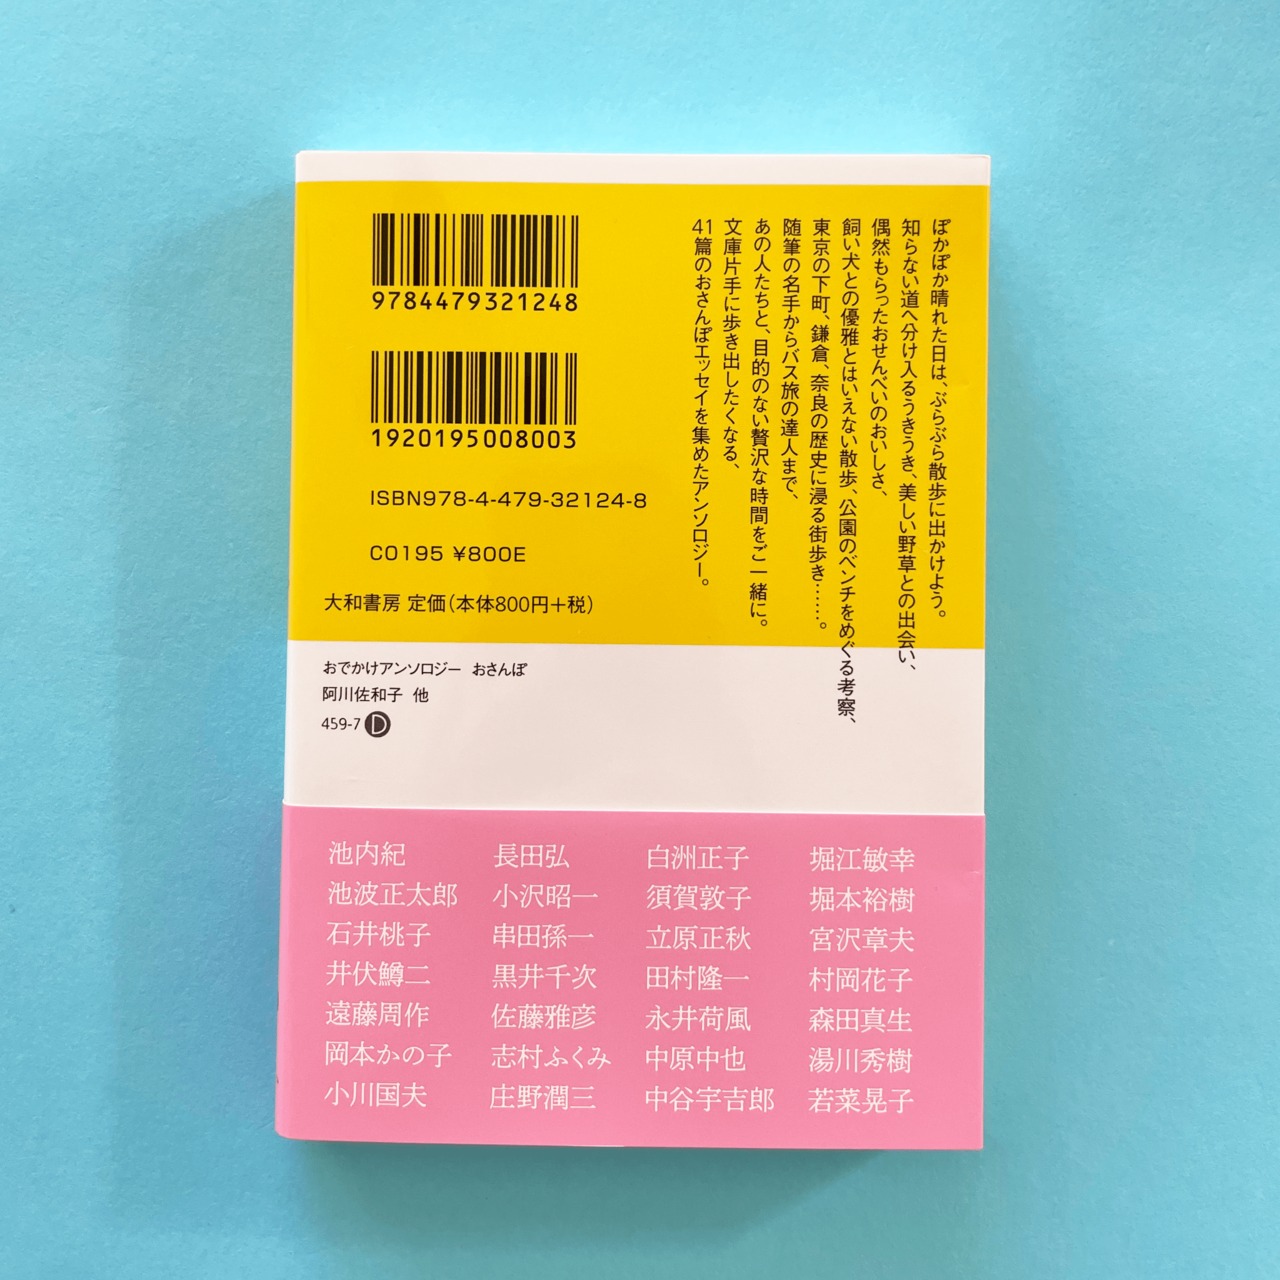 ぽかぽか晴れた日は、ぶらぶら散歩に出かけよう。
知らない道へ分け入るうきうき、美しい野草との出会い、
偶然もらったおせんべいのおいしさ、
飼い犬との優雅とはいえない散歩、公園のベンチをめぐる考察、
東京の下町、鎌倉、奈良の歴史に浸る街歩き……。
随筆の名手からバス旅の達人まで、
あの人たちと、目的のない贅沢な時間をご一緒に。
文庫片手に歩き出したくなる、
41篇のおさんぽエッセイを集めたアンソロジー。
9784479321248
1920195008003
ISBN978-4-479-32124-8
C0195 ¥800E
大和書房 定価(本体800円+税)
おでかけアンソロジー おさんぽ
阿川佐和子 他
459-7 D
池内紀 長田弘 白洲正子 堀江敏幸
池波正太郎 小沢昭一 須賀敦子 堀本裕樹
石井桃子 串田孫一 立原正秋 宮沢章夫
井伏鱒二 黒井千次 田村隆一 村岡花子
遠藤周作 佐藤雅彦 永井荷風 森田真生
岡本かの子 志村ふくみ 中原中也 湯川秀樹
小川国夫 庄野潤三 中谷宇吉郎 若菜晃子